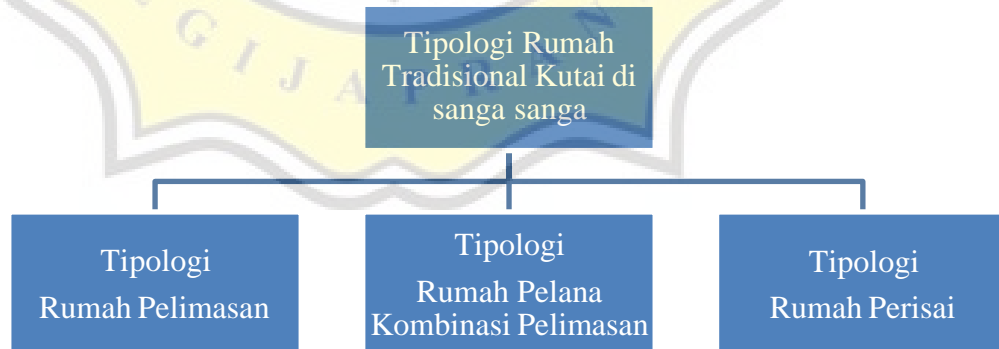 Tipologi Rumah
Tradisional Kutai di
sanga sanga
Tipologi
Rumah Pelimasan
Tipologi
Rumah Pelana
Kombinasi Pelimasan
Tipologi
Rumah Perisai